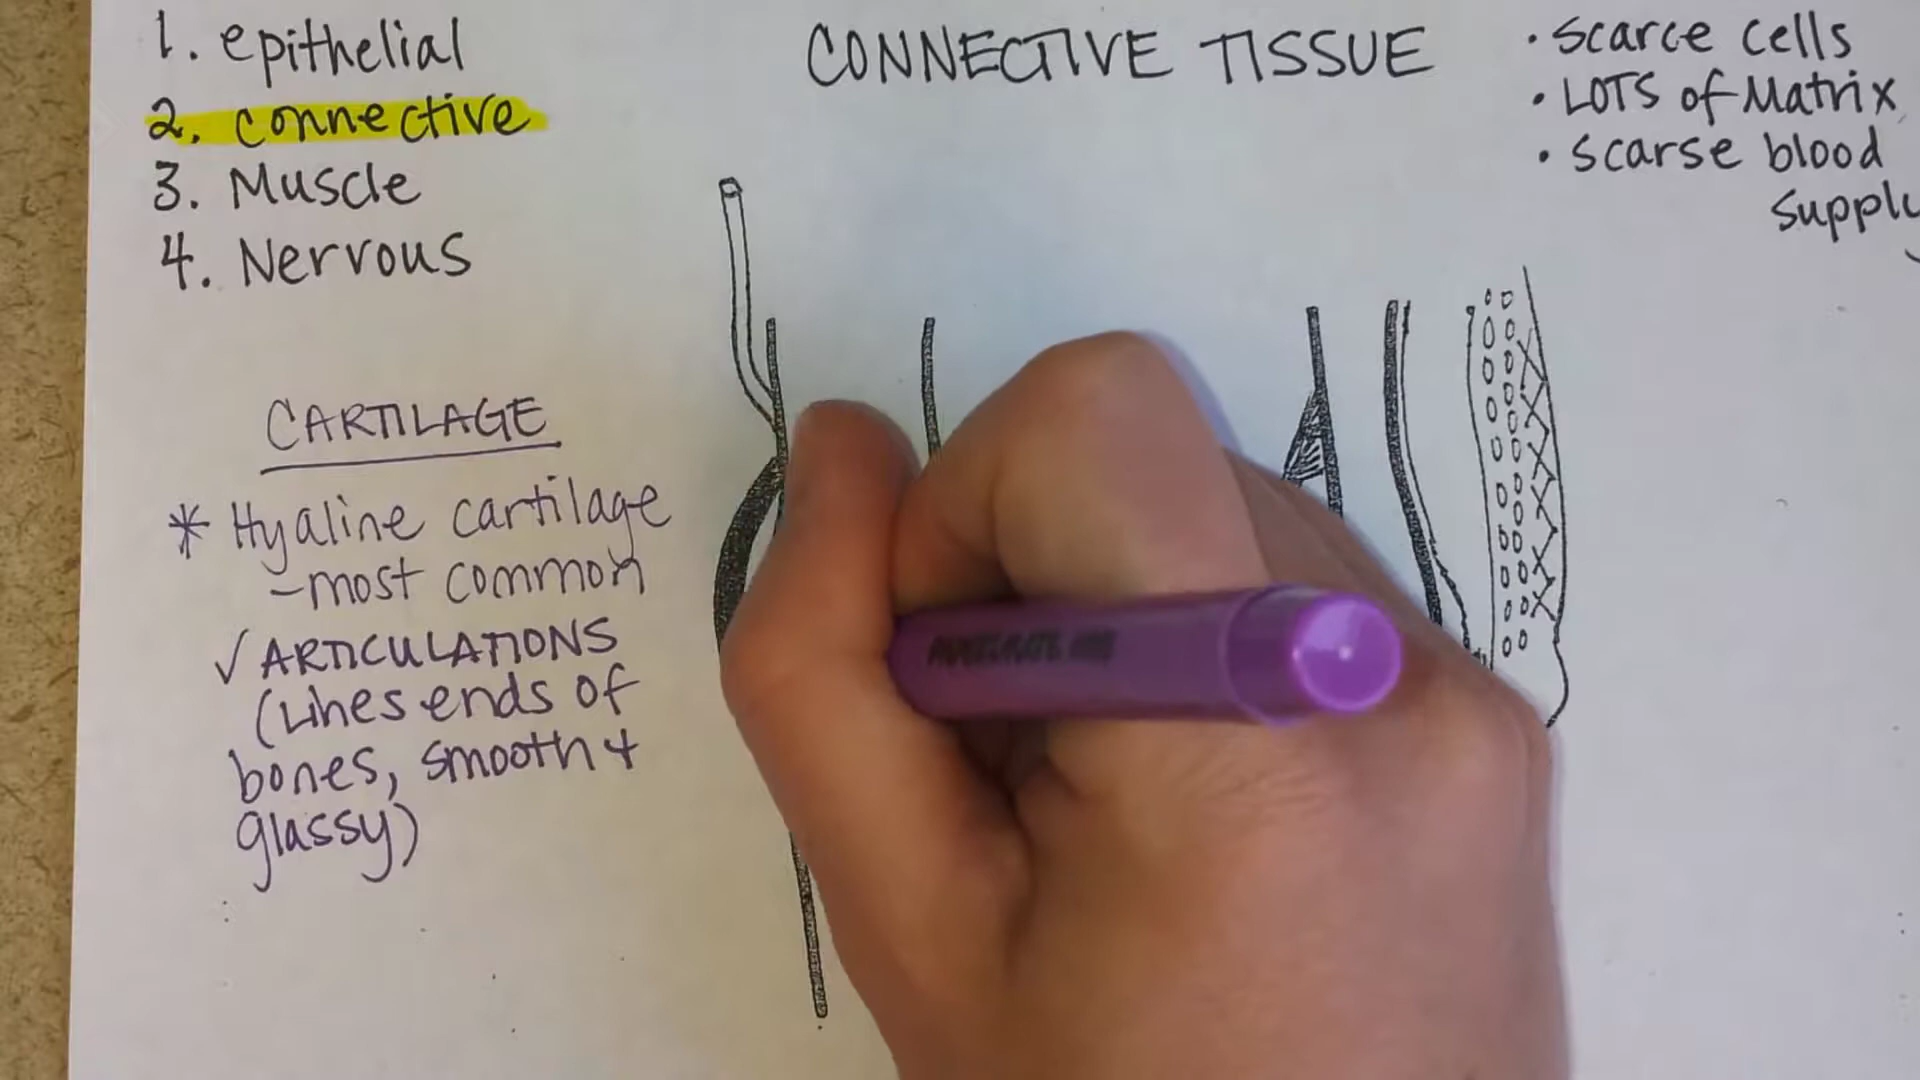 1. epithelial
2. connective
3. Muscle
4. Nervous
CONNECTIVE TISSUE
• scarce cells
• LOTS of Matrix
• scarse blood
supply
CARTILAGE
* Hyaline cartilage
- most common
✓ ARTICULATIONS
(Lines ends of
bones, smooth +
glassy)